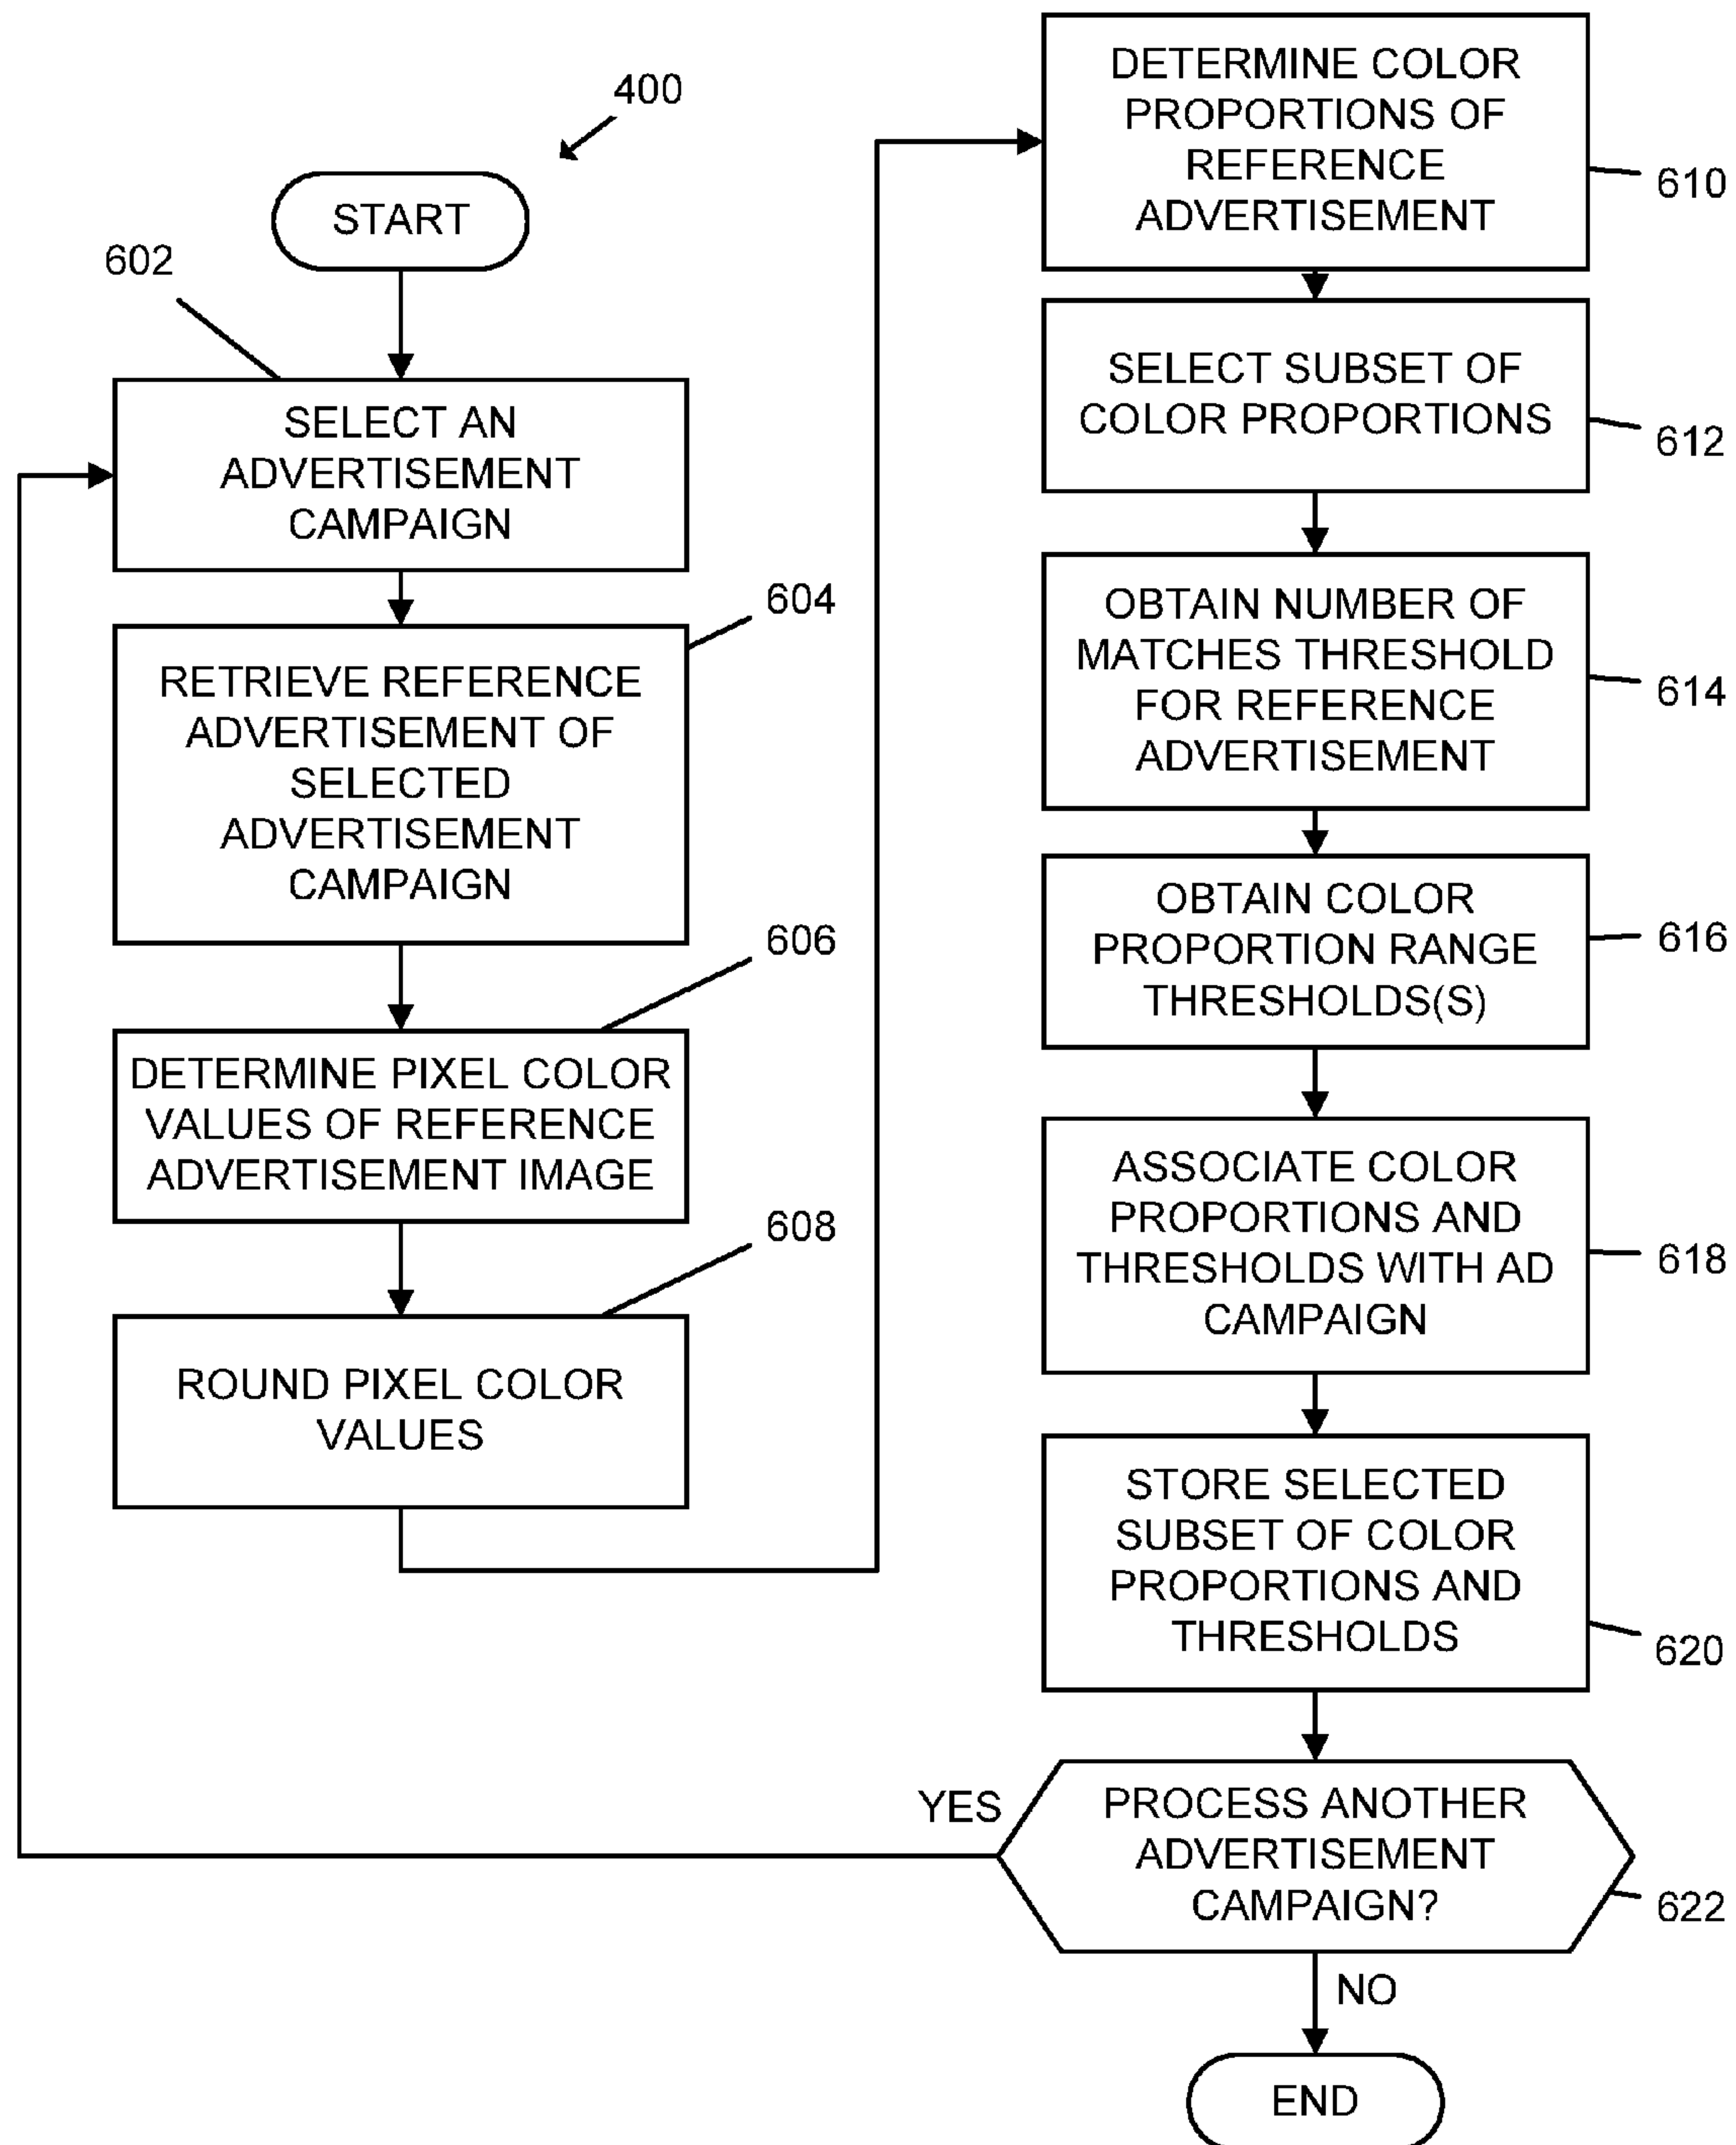 400
START
602
SELECT AN
ADVERTISEMENT
CAMPAIGN
604
RETRIEVE REFERENCE
ADVERTISEMENT OF
SELECTED
ADVERTISEMENT
CAMPAIGN
606
DETERMINE PIXEL COLOR
VALUES OF REFERENCE
ADVERTISEMENT IMAGE
608
ROUND PIXEL COLOR
VALUES
DETERMINE COLOR
PROPORTIONS OF
REFERENCE
ADVERTISEMENT
610
SELECT SUBSET OF
COLOR PROPORTIONS
612
OBTAIN NUMBER OF
MATCHES THRESHOLD
FOR REFERENCE
ADVERTISEMENT
614
OBTAIN COLOR
PROPORTION RANGE
THRESHOLDS(S)
616
ASSOCIATE COLOR
PROPORTIONS AND
THRESHOLDS WITH AD
CAMPAIGN
618
STORE SELECTED
SUBSET OF COLOR
PROPORTIONS AND
THRESHOLDS
620
YES
PROCESS ANOTHER
ADVERTISEMENT
CAMPAIGN?
622
NO
END